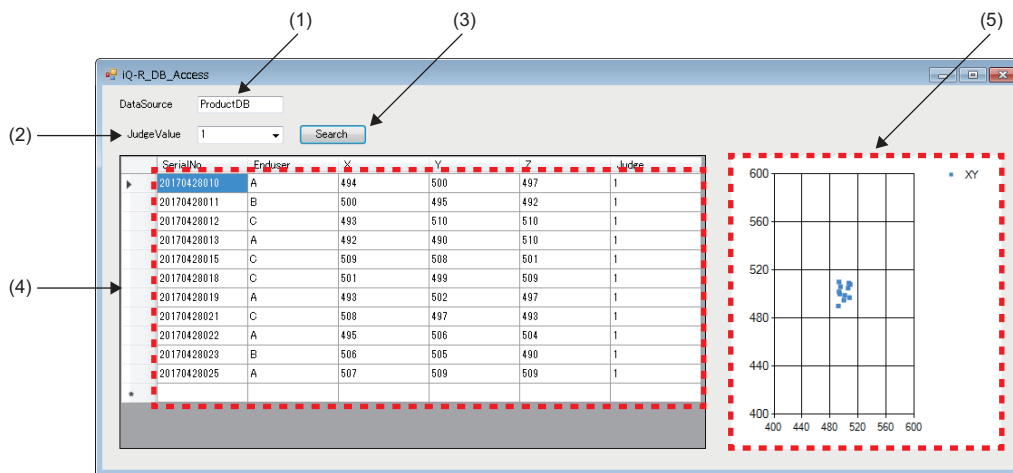 (1) (3) (5)
iQ-R_DB_Access
DataSource ProductDB
(2) JudgeValue 1 Search
SerialNo Enduser X Y Z Judge
20170428010 A 494 500 497 1
20170428011 B 500 495 492 1
20170428012 C 493 510 510 1
20170428013 A 492 490 510 1
20170428015 C 509 508 501 1
20170428018 C 501 499 509 1
20170428019 A 493 502 497 1
20170428021 C 508 497 493 1
20170428022 A 495 506 504 1
20170428023 B 506 505 490 1
20170428025 A 507 509 509 1
*
(4)
600 XY
560
520
480
440
400
400 440 480 520 560 600